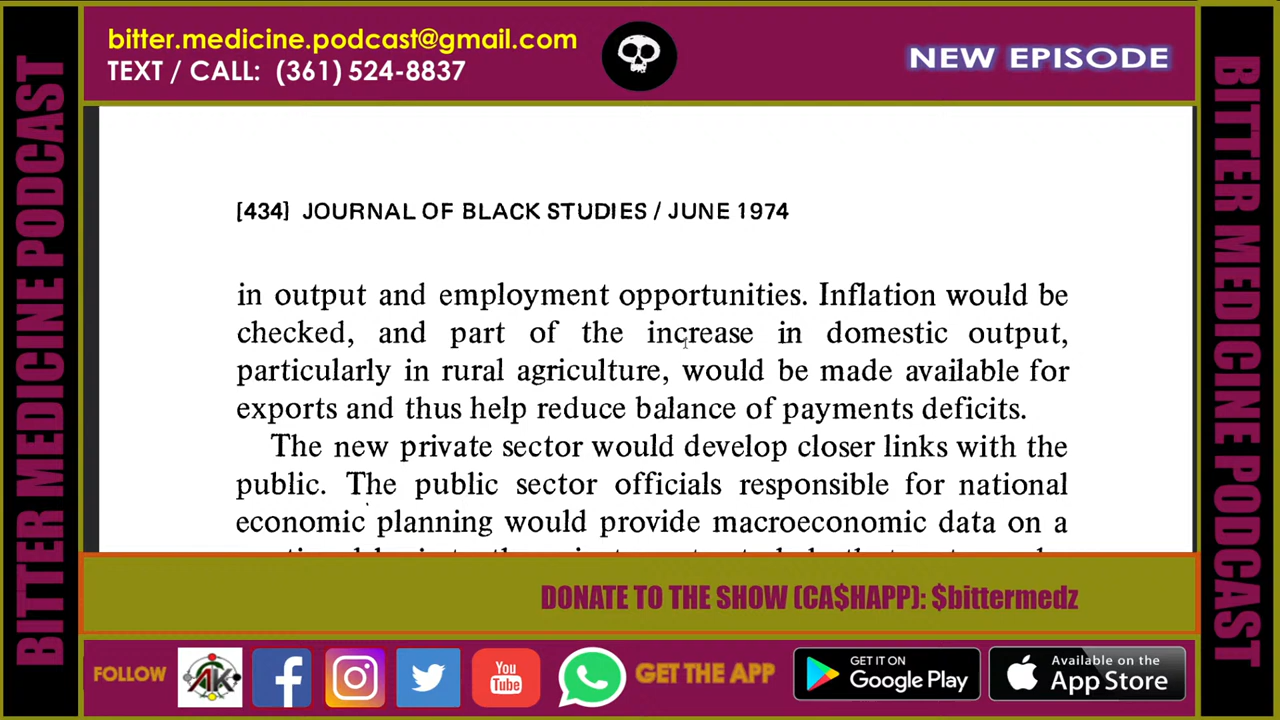 bitter.medicine.podcast@gmail.com
TEXT / CALL: (361) 524-8837
NEW EPISODE
BITTER MEDICINE PODCAST
[434] JOURNAL OF BLACK STUDIES / JUNE 1974
in output and employment opportunities. Inflation would be
checked, and part of the increase in domestic output,
particularly in rural agriculture, would be made available for
exports and thus help reduce balance of payments deficits.
The new private sector would develop closer links with the
public. The public sector officials responsible for national
economic planning would provide macroeconomic data on a
BITTER MEDICINE PODCAST
DONATE TO THE SHOW (CA$HAPP): $bittermedz
FOLLOW
You
Tube
GET THE APP
GET IT ON
Google Play
Available on the
App Store